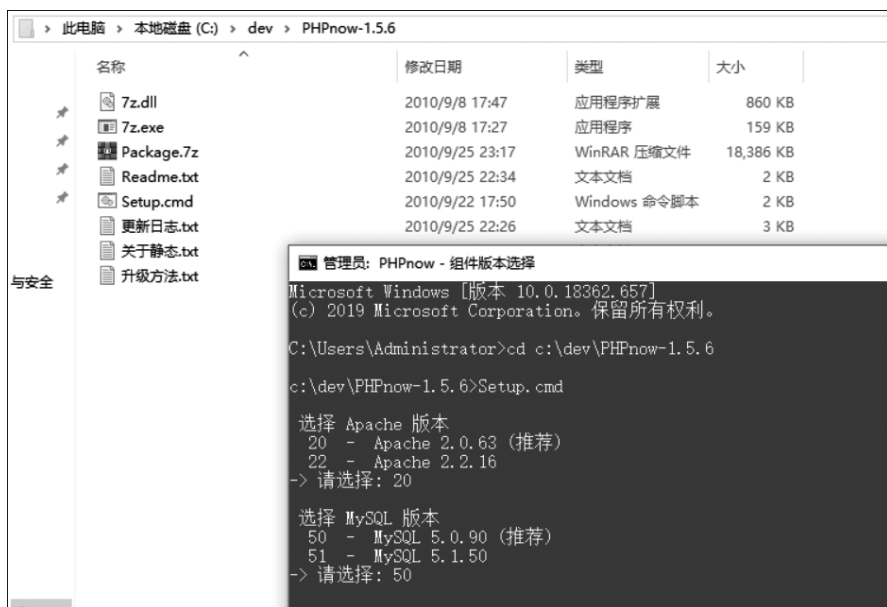 此电脑 › 本地磁盘 (C:) › dev › PHPnow-1.5.6
名称 修改日期 类型 大小
7z.dll 2010/9/8 17:47 应用程序扩展 860 KB
7z.exe 2010/9/8 17:27 应用程序 159 KB
Package.7z 2010/9/25 23:17 WinRAR 压缩文件 18,386 KB
Readme.txt 2010/9/25 22:34 文本文档 2 KB
Setup.cmd 2010/9/22 17:50 Windows 命令脚本 2 KB
更新日志.txt 2010/9/25 22:26 文本文档 3 KB
关于静态.txt
升级方法.txt
与安全
管理员: PHPnow - 组件版本选择
Microsoft Windows [版本 10.0.18362.657]
(c) 2019 Microsoft Corporation。保留所有权利。
C:\Users\Administrator>cd c:\dev\PHPnow-1.5.6
c:\dev\PHPnow-1.5.6>Setup.cmd
选择 Apache 版本
20 - Apache 2.0.63 (推荐)
22 - Apache 2.2.16
-> 请选择: 20
选择 MySQL 版本
50 - MySQL 5.0.90 (推荐)
51 - MySQL 5.1.50
-> 请选择: 50